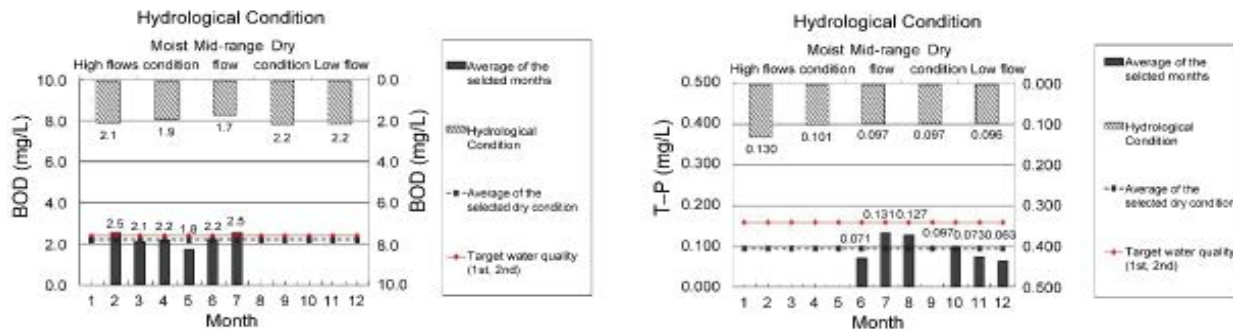 Hydrological Condition
Moist Mid-range Dry
High flows condition flow condition Low flow
10.0
8.0
6.0
4.0
2.0
0.0
BOD (mg/L)
2.1
1.9
1.7
2.2
2.2
2.5
2.1
2.2
1.8
2.2
2.5
0.0
2.0
4.0
6.0
8.0
10.0
BOD (mg/L)
1 2 3 4 5 6 7 8 9 10 11 12
Month
Average of the
selcted months
Hydrological
Condition
Average of the
selected dry condition
Target water quality
(1st, 2nd)
Hydrological Condition
Moist Mid-range Dry
High flows condition flow condition Low flow
0.500
0.400
0.300
0.200
0.100
0.000
T-P (mg/L)
0.130
0.101
0.097
0.097
0.096
0.071
0.131
0.127
0.097
0.073
0.063
0.000
0.100
0.200
0.300
0.400
0.500
1 2 3 4 5 6 7 8 9 10 11 12
Month
Average of the
selcted months
Hydrological
Condition
Average of the
selected dry condition
Target water quality
(1st, 2nd)